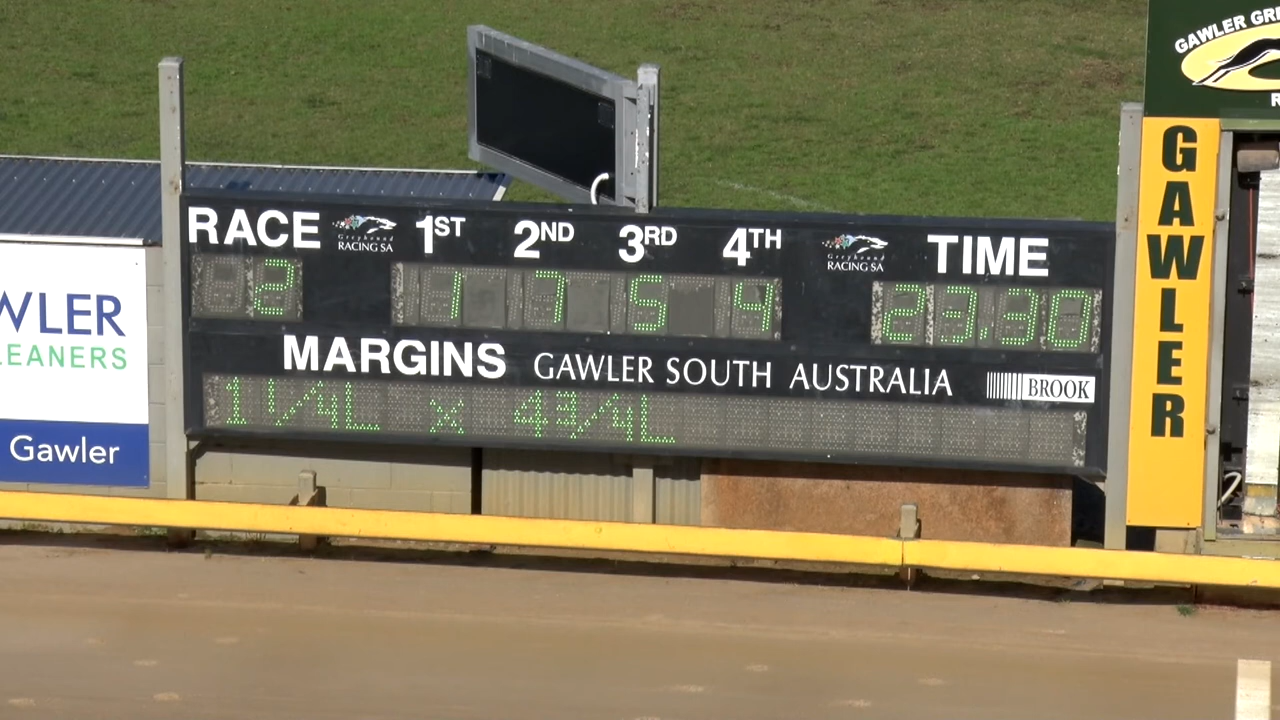 GAWLER GRE
R
GAWLER
RACE
Greyhound
RACING SA
1ST
2ND
3RD
4TH
Greyhound
RACING SA
TIME
2
1
7
5
4
23.30
MARGINS
GAWLER SOUTH AUSTRALIA
BROOK
1 1/4L x 4 3/4L
WLER
LEANERS
Gawler